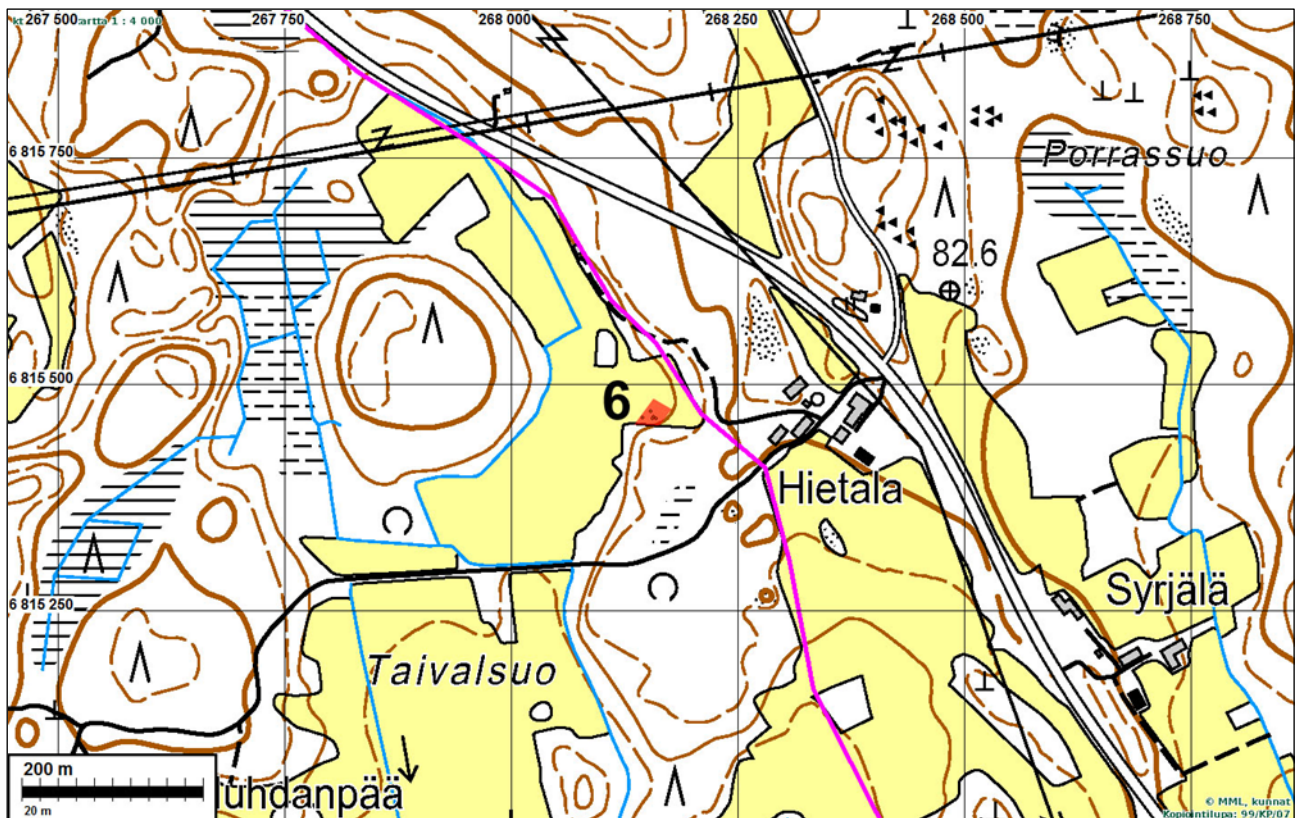 kt
artta 1 : 4 000
267 500
267 750
268 000
268 250
268 500
268 750
6 815 750
Porrassuo
82.6
6 815 500
6
Hietala
6 815 250
Syrjälä
Taivalsuo
200 m
20 m
uhdanpää
© MML, kunnat
Kopiointilupa: 99/KP/07